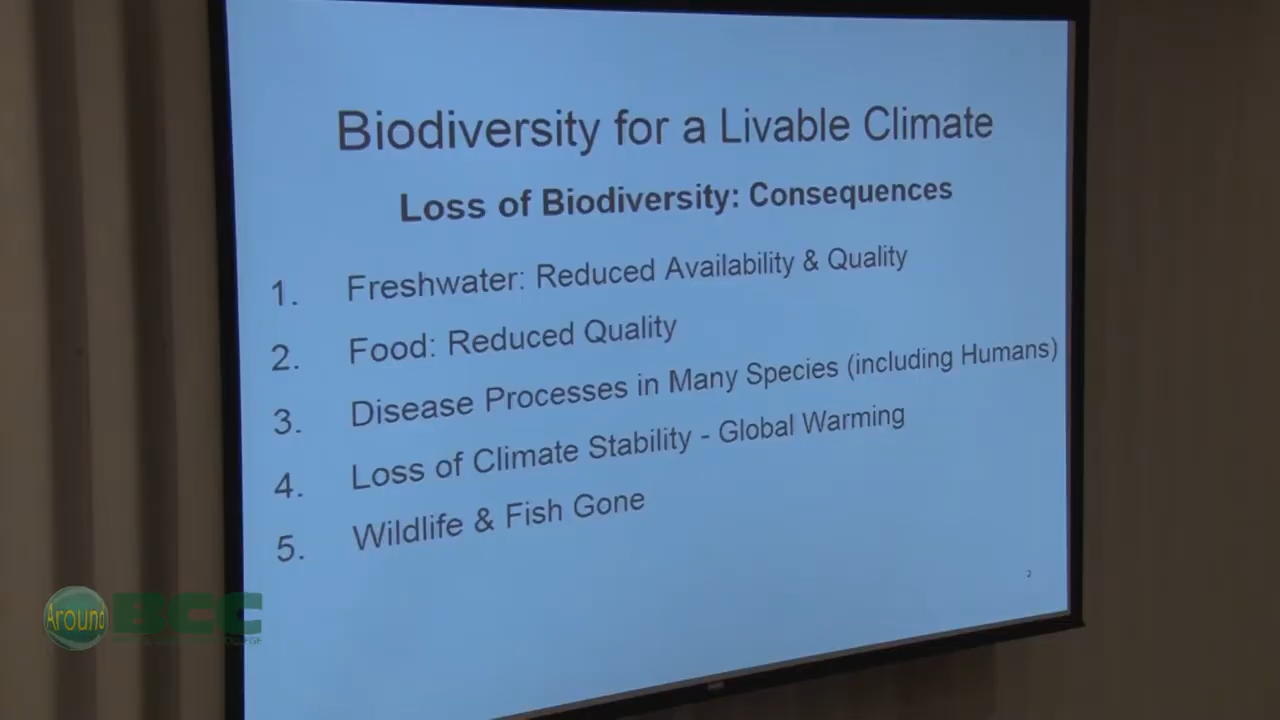 Biodiversity for a Livable Climate
Loss of Biodiversity: Consequences
1. Freshwater: Reduced Availability & Quality
2. Food: Reduced Quality
3. Disease Processes in Many Species (including Humans)
4. Loss of Climate Stability - Global Warming
5. Wildlife & Fish Gone
2
Around BCC